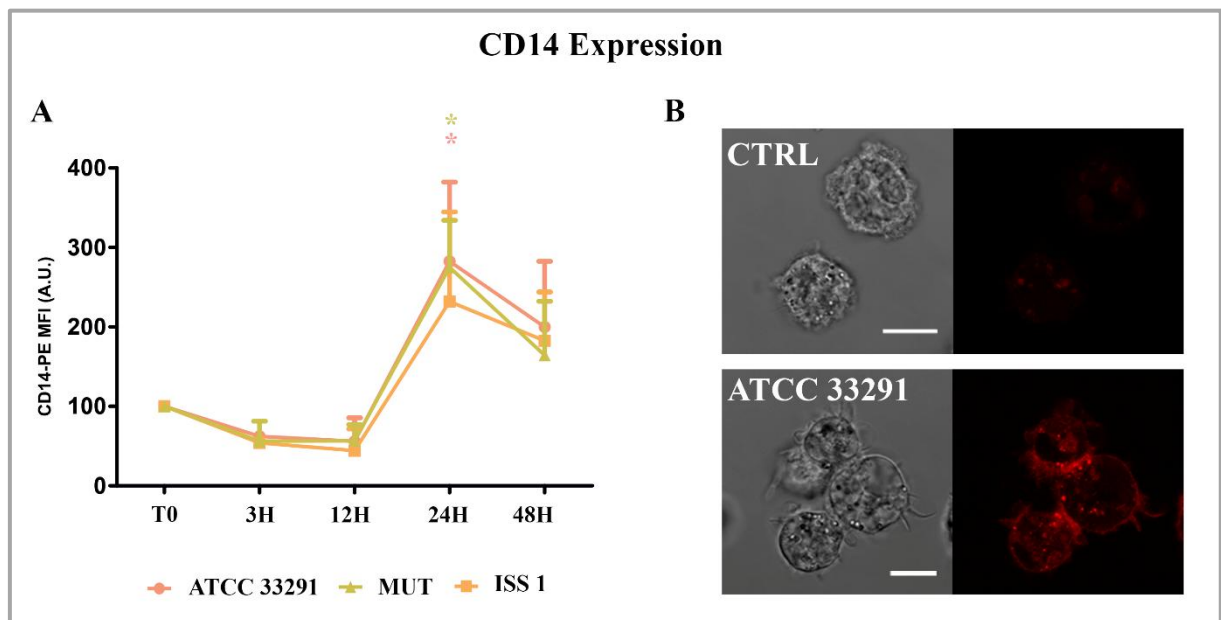 CD14 Expression
A
B
* 
*
400
300
200
100
0
CD14-PE MFI (A.U.)
T0 3H 12H 24H 48H
ATCC 33291 MUT ISS 1
CTRL
ATCC 33291